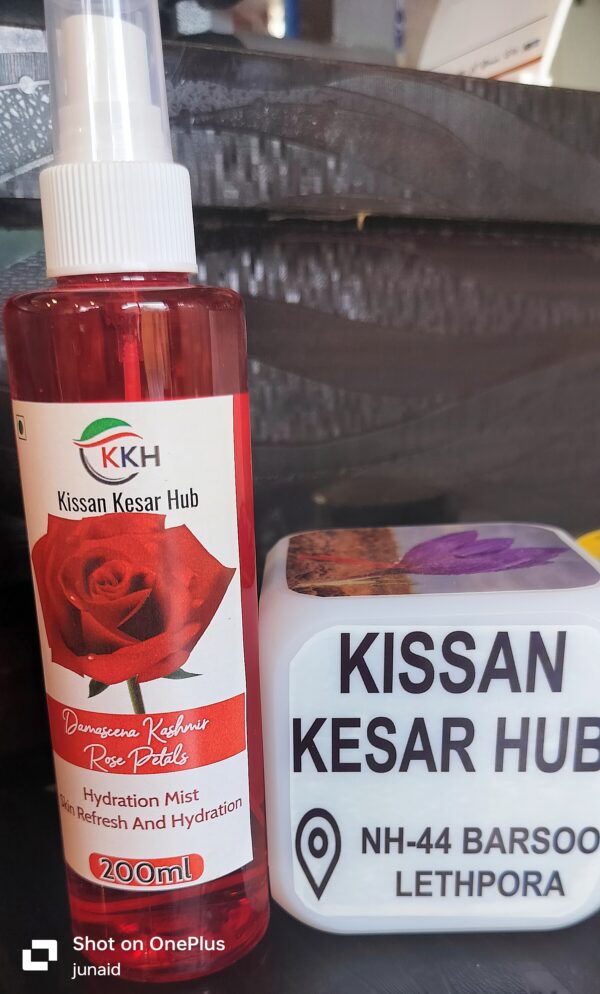 KKH
Kissan Kesar Hub
Damascena Kashmir
Rose Petals
Hydration Mist
Skin Refresh And Hydration
200ml
KISSAN
KESAR HUB
NH-44 BARSOO
LETHPORA
Shot on OnePlus
junaid